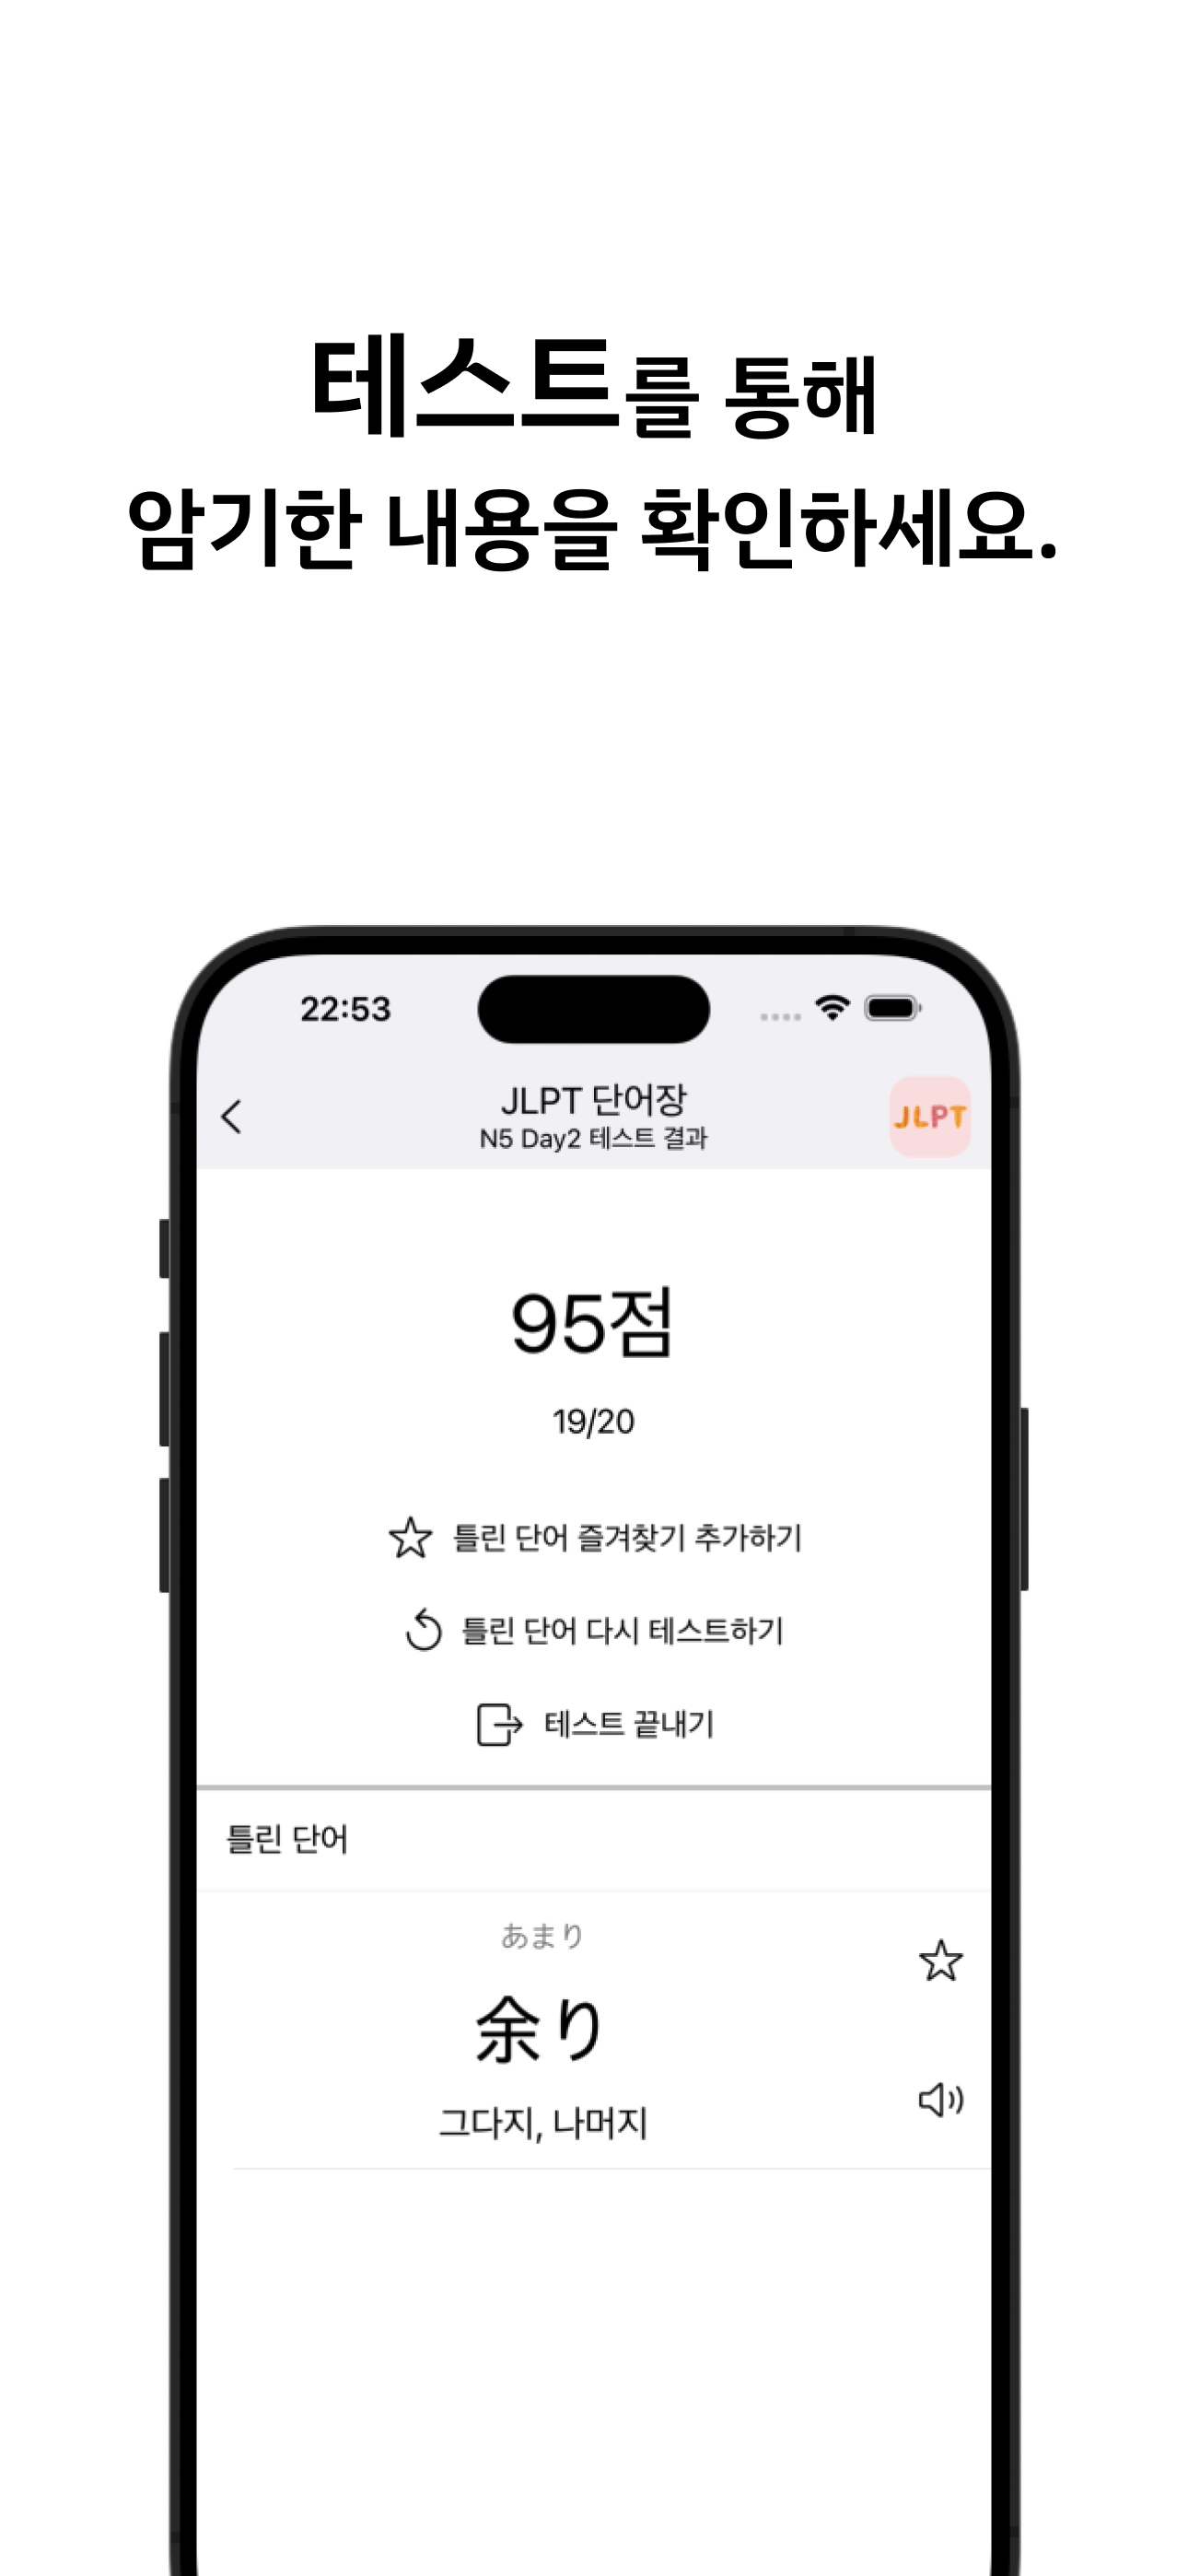 테스트를 통해
암기한 내용을 확인하세요.
22:53
JLPT 단어장
N5 Day2 테스트 결과
JLPT
95점
19/20
틀린 단어 즐겨찾기 추가하기
틀린 단어 다시 테스트하기
테스트 끝내기
틀린 단어
あまり
余り
그다지, 나머지